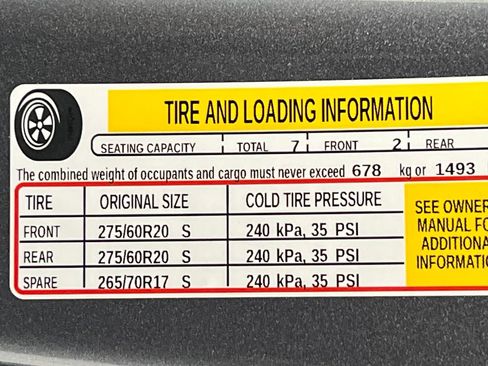 TIRE AND LOADING INFORMATION
SEATING CAPACITY TOTAL 7 FRONT 2 REAR
The combined weight of occupants and cargo must never exceed 678 kg or 1493
TIRE ORIGINAL SIZE COLD TIRE PRESSURE
FRONT 275/60R20 S 240 kPa, 35 PSI
REAR 275/60R20 S 240 kPa, 35 PSI
SPARE 265/70R17 S 240 kPa, 35 PSI
SEE OWNER
MANUAL FO
ADDITIONA
INFORMATIO